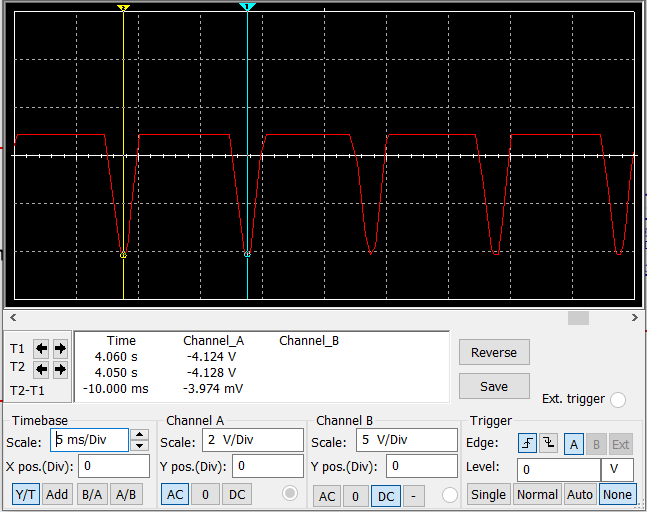 2 1
T1 Time Channel_A Channel_B Reverse
4.060 s -4.124 V
T2 4.050 s -4.128 V
T2-T1 -10.000 ms -3.974 mV Save
Ext. trigger
Timebase Channel A Channel B Trigger
Scale: 5 ms/Div Scale: 2 V/Div Scale: 5 V/Div Edge: A B Ext
X pos.(Div): 0 Y pos.(Div): 0 Y pos.(Div): 0 Level: 0 V
Y/T Add B/A A/B AC 0 DC AC 0 DC - Single Normal Auto None